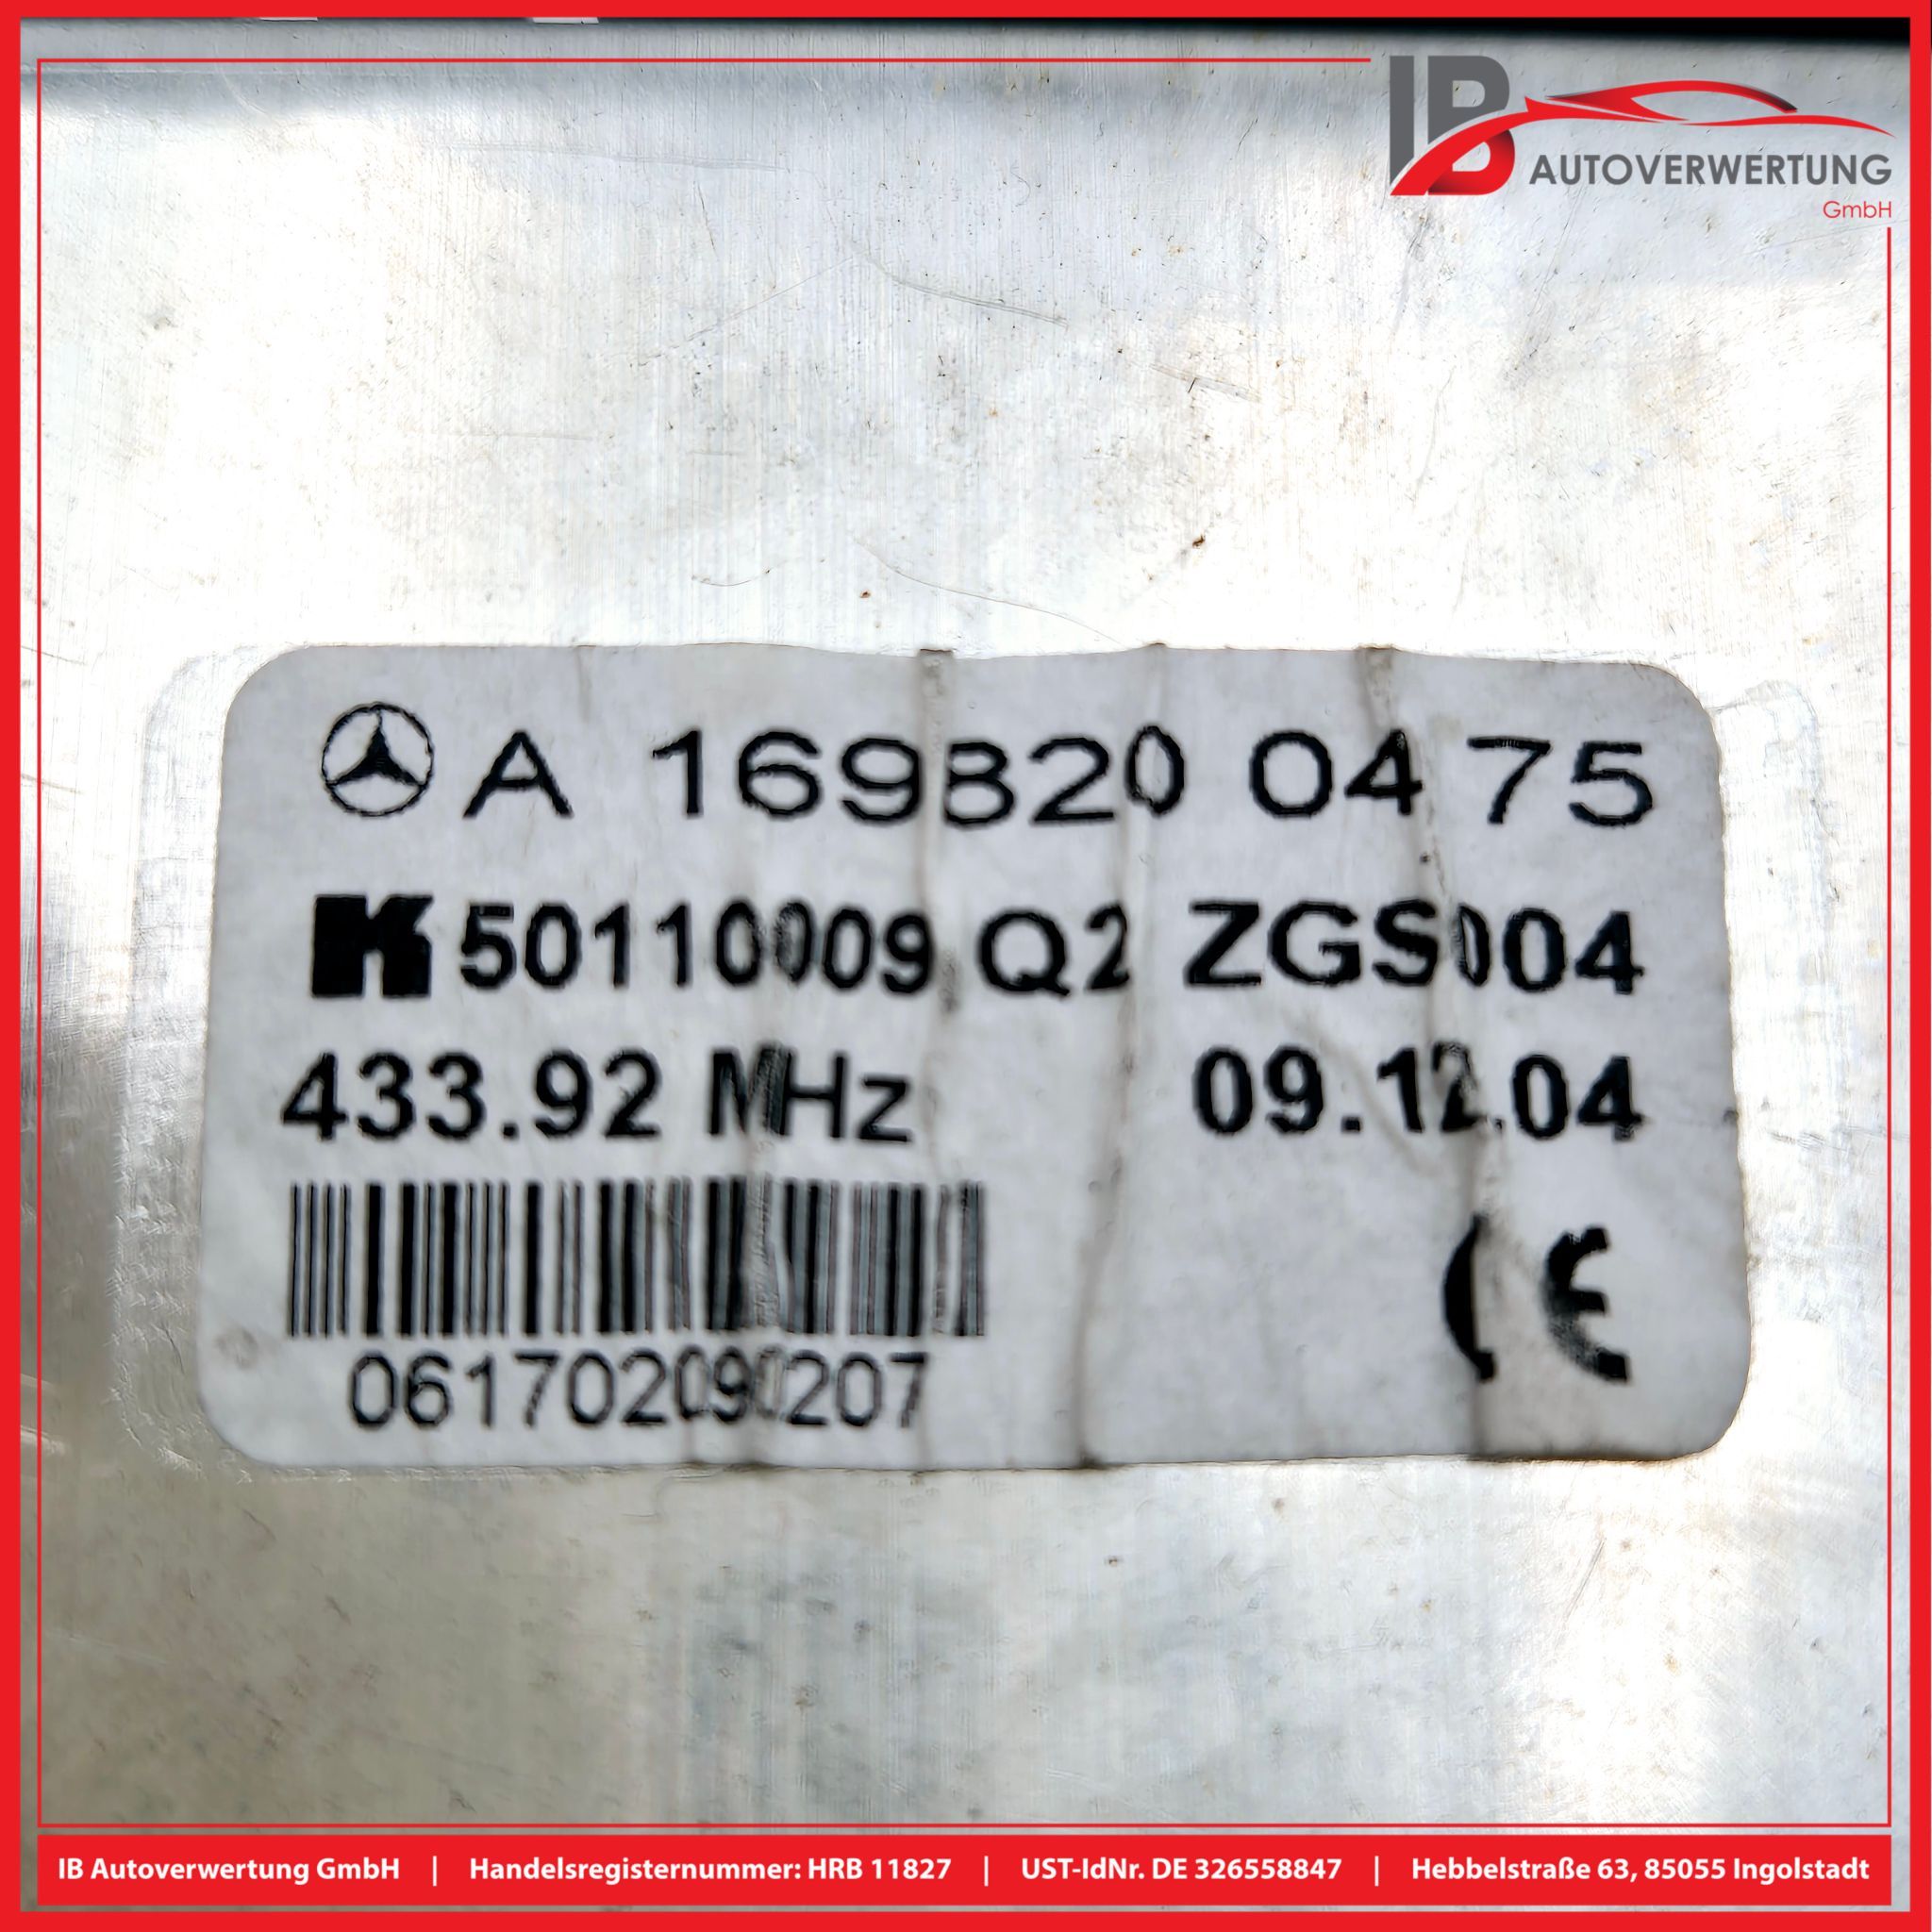 IB AUTOVERWERTUNG
GmbH
A 169820 0475
K 50110009 Q2 ZGS004
433.92 MHz 09.12.04
CE
061702090207
IB Autoverwertung GmbH | Handelsregisternummer: HRB 11827 | UST-IdNr. DE 326558847 | Hebbelstraße 63, 85055 Ingolstadt